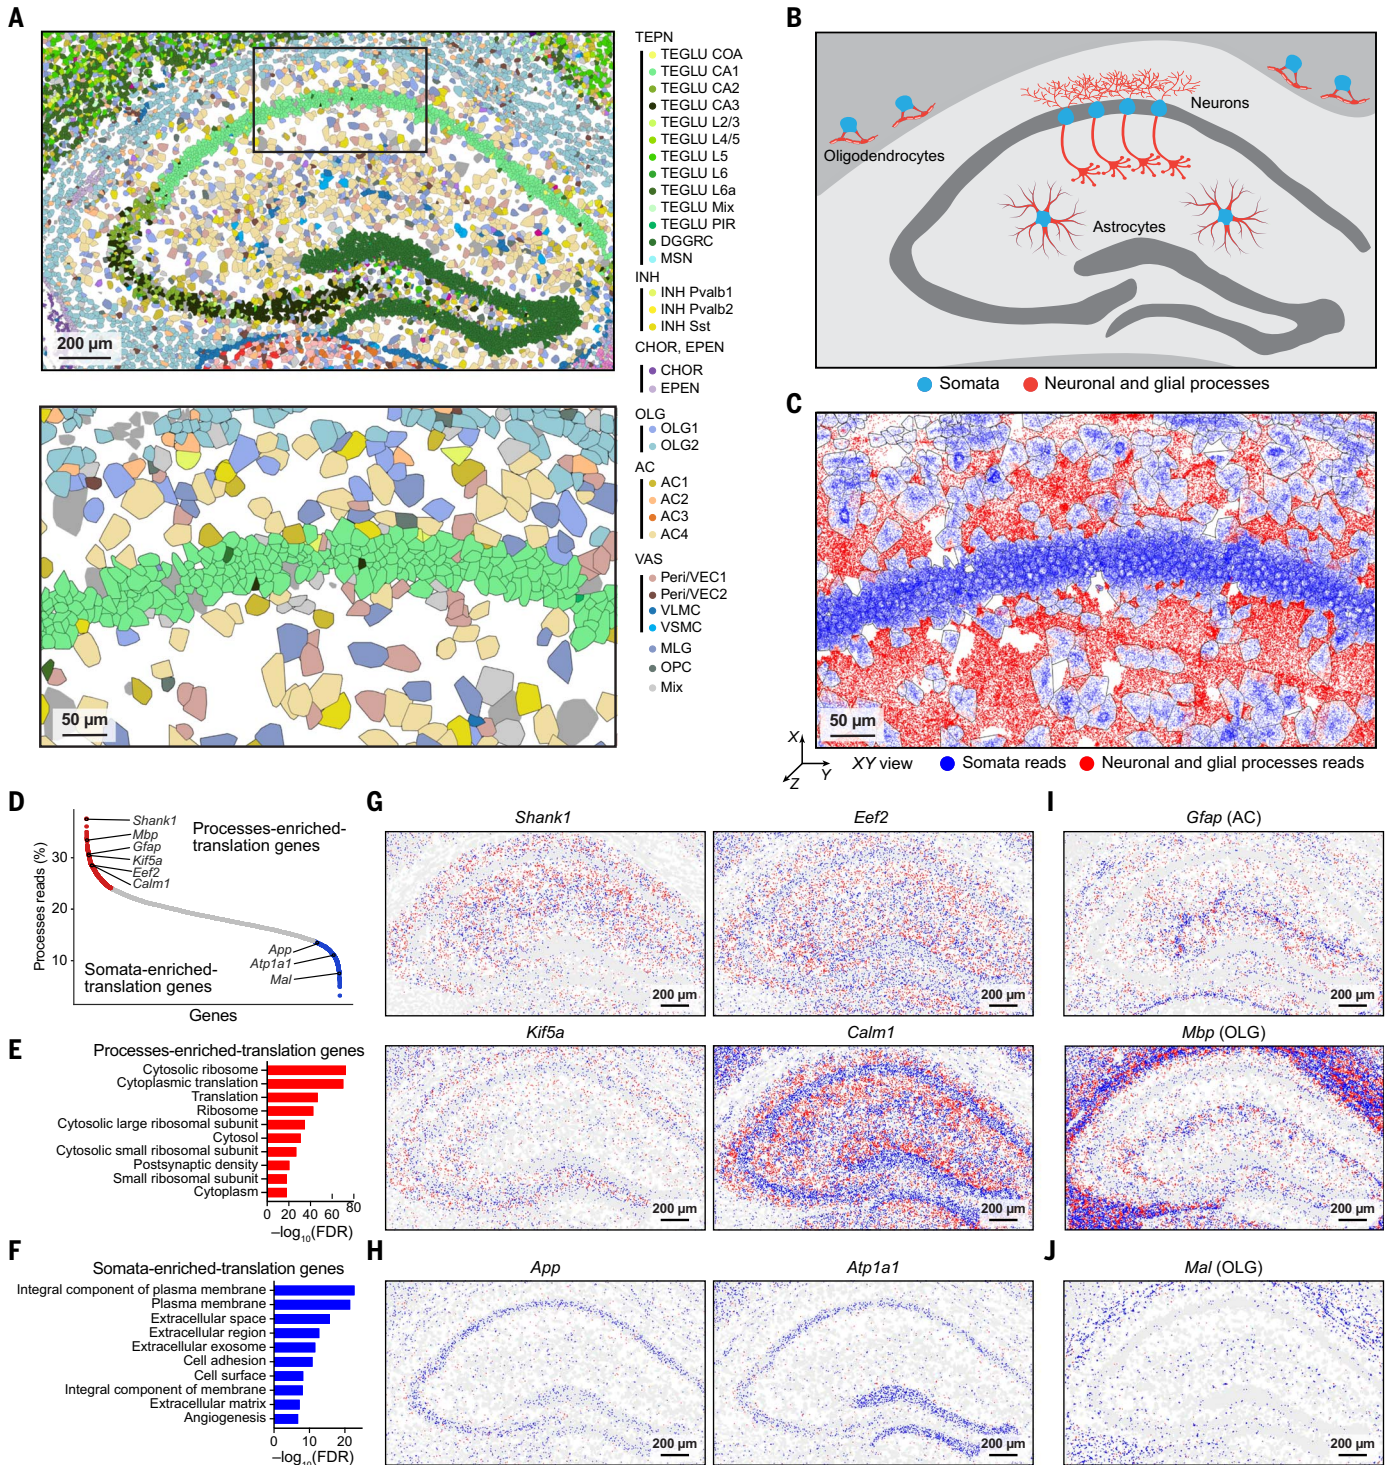 A
TEPN
TEGLU COA
TEGLU CA1
TEGLU CA2
TEGLU CA3
TEGLU L2/3
TEGLU L4/5
TEGLU L5
TEGLU L6
TEGLU L6a
TEGLU Mix
TEGLU PIR
DGGRC
MSN
INH
INH Pvalb1
INH Pvalb2
INH Sst
CHOR, EPEN
CHOR
EPEN
OLG
OLG1
OLG2
AC
AC1
AC2
AC3
AC4
VAS
Peri/VEC1
Peri/VEC2
VLMC
VSMC
MLG
OPC
Mix
200 µm
50 µm
B
Neurons
Oligodendrocytes
Astrocytes
Somata
Neuronal and glial processes
C
50 µm
X
Y
Z
XY view
Somata reads
Neuronal and glial processes reads
D
Processes reads (%)
30
20
10
Shank1
Mbp
Gfap
Kif5a
Eef2
Calm1
Processes-enriched-
translation genes
App
Atp1a1
Mal
Somata-enriched-
translation genes
Genes
E
Processes-enriched-translation genes
Cytosolic ribosome
Cytoplasmic translation
Translation
Ribosome
Cytosolic large ribosomal subunit
Cytosol
Cytosolic small ribosomal subunit
Postsynaptic density
Small ribosomal subunit
Cytoplasm
0 20 40 60 80
–log10(FDR)
F
Somata-enriched-translation genes
Integral component of plasma membrane
Plasma membrane
Extracellular space
Extracellular region
Extracellular exosome
Cell adhesion
Cell surface
Integral component of membrane
Extracellular matrix
Angiogenesis
0 10 20
–log10(FDR)
G
Shank1
200 µm
Eef2
200 µm
Kif5a
200 µm
Calm1
200 µm
H
App
200 µm
Atp1a1
200 µm
I
Gfap (AC)
200 µm
Mbp (OLG)
200 µm
J
Mal (OLG)
200 µm